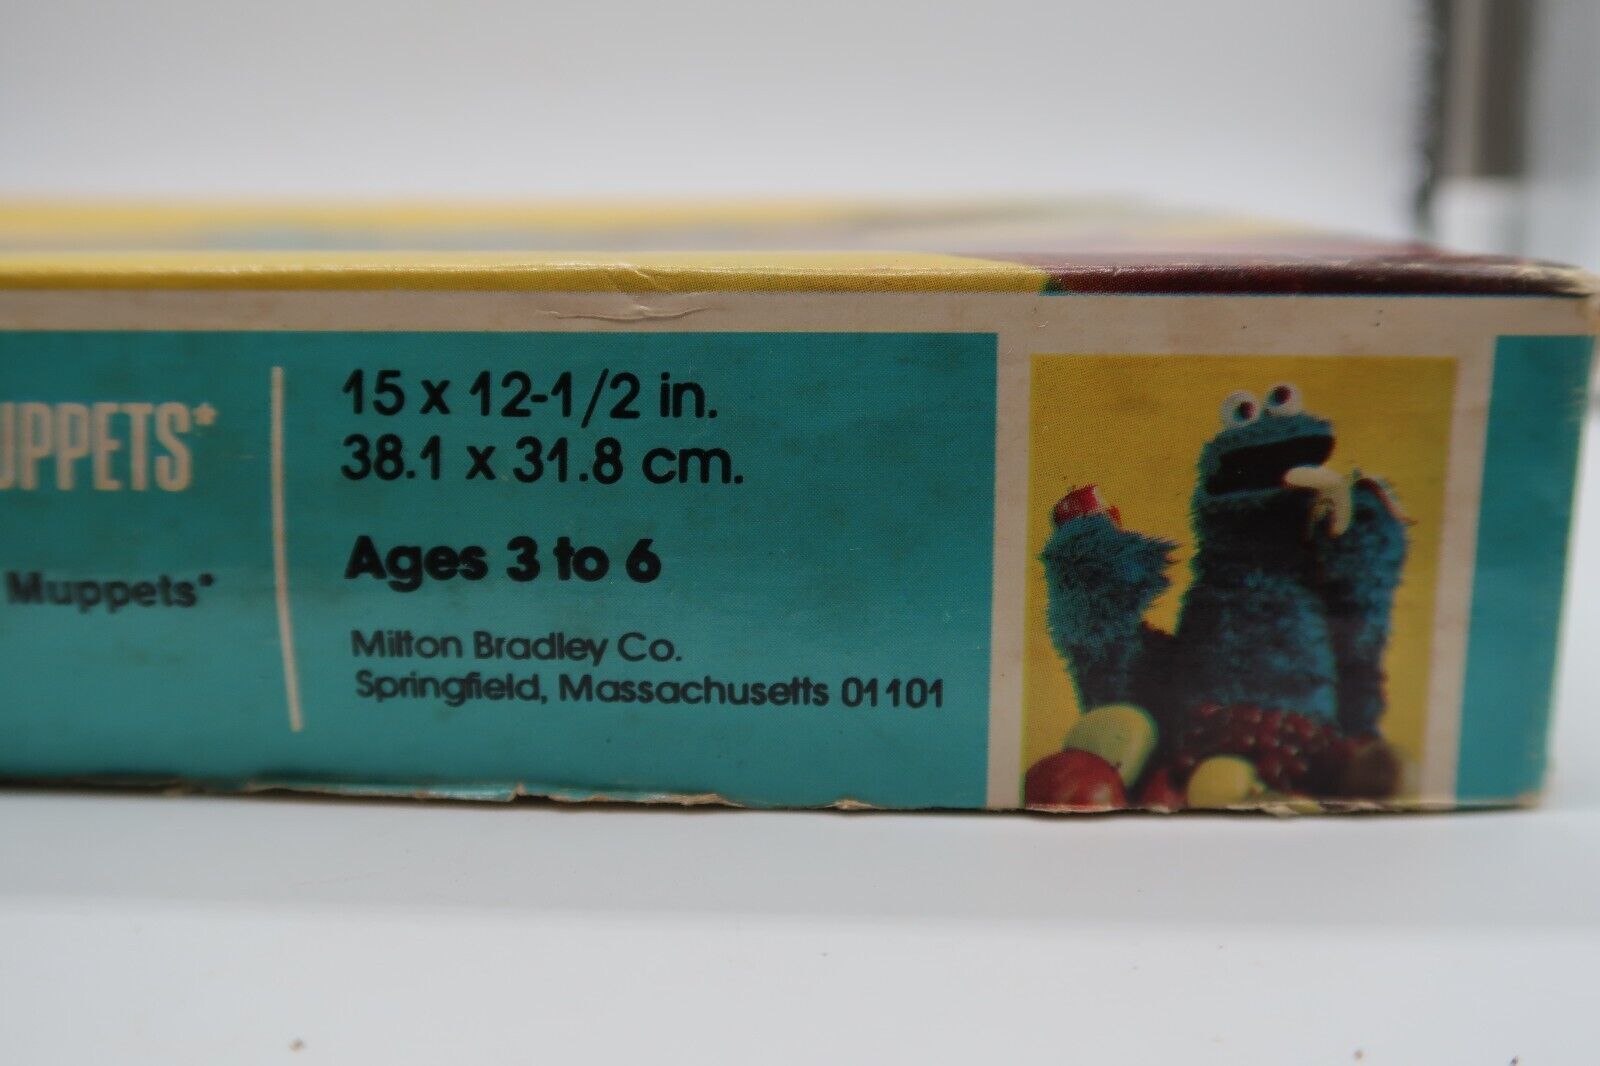 UPPETS*
Muppets*
15 x 12-1/2 in.
38.1 x 31.8 cm.
Ages 3 to 6
Milton Bradley Co.
Springfield, Massachusetts 01101